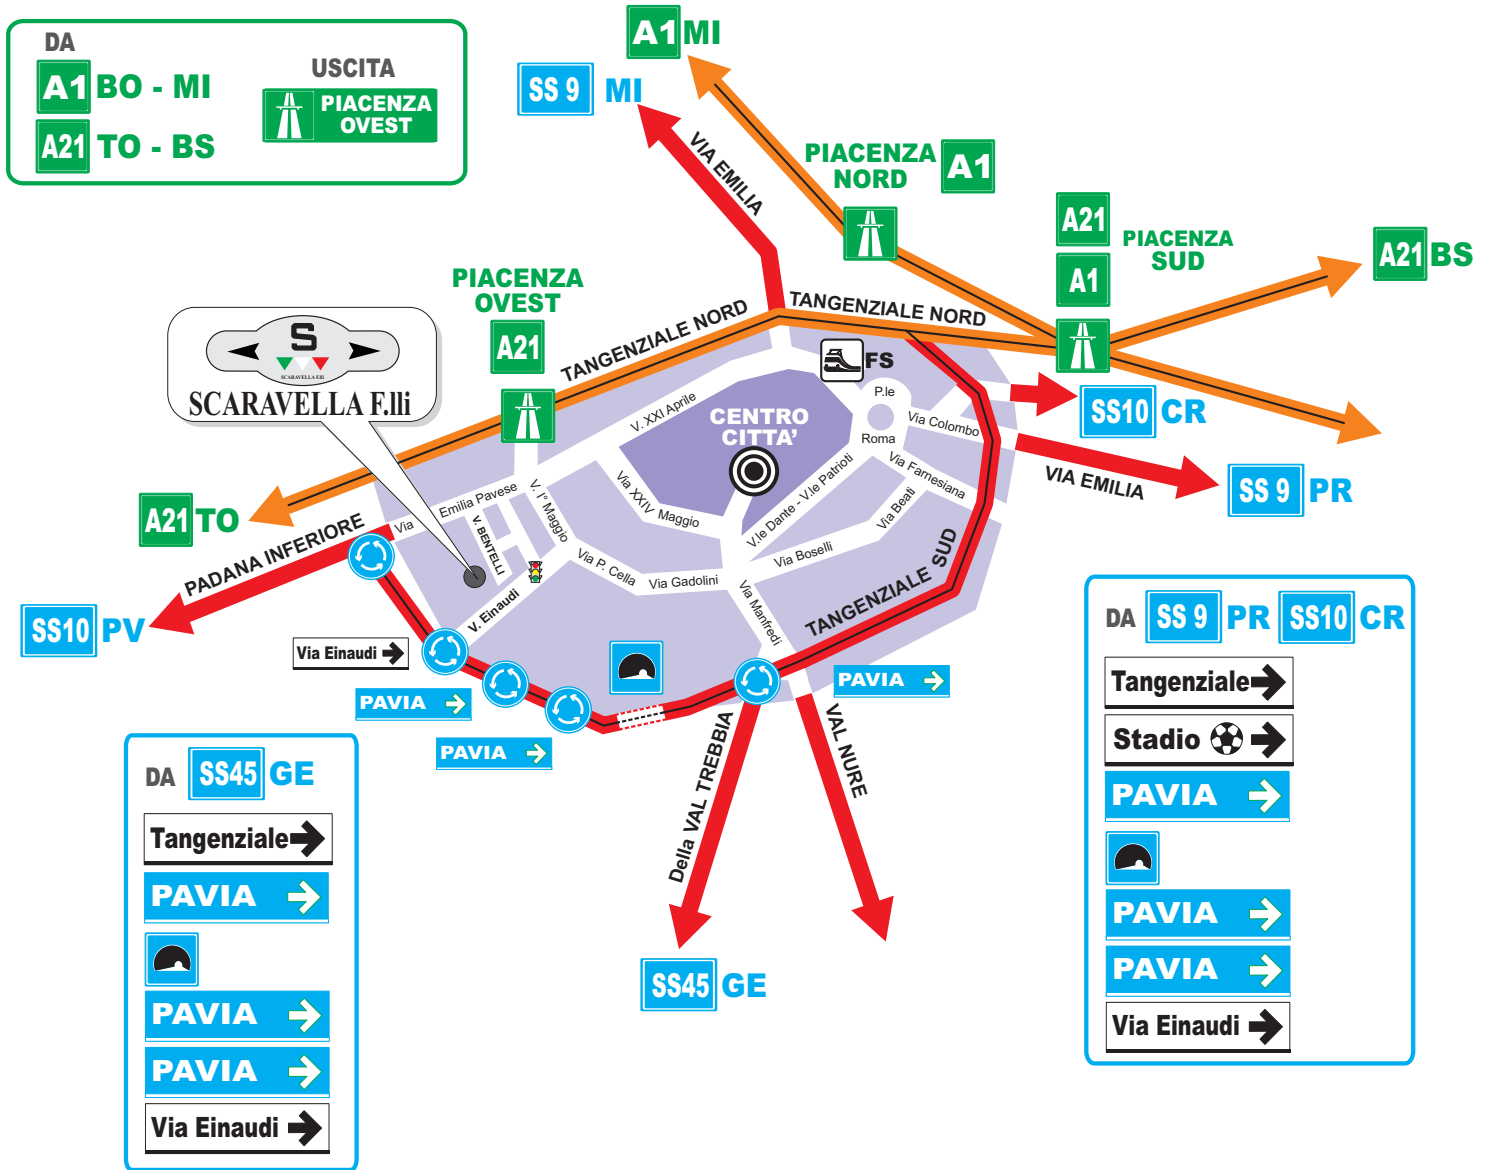 DA
A1 BO - MI
A21 TO - BS
USCITA
PIACENZA
OVEST
A1 MI
SS 9 MI
VIA EMILIA
PIACENZA
NORD
A1
A21
A1
PIACENZA
SUD
A21 BS
PIACENZA
OVEST
A21
TANGENZIALE NORD
TANGENZIALE NORD
S
SCARAVELLA F.lli
SCARAVELLA F.lli
FS
P.le
Roma
CENTRO
CITTA'
V. XXI Aprile
Via Colombo
SS10 CR
VIA EMILIA
SS 9 PR
Via Farnesiana
Via Beati
V.le Dante - V.le Patrioti
Via XXIV Maggio
Via Emilia Pavese
V. I° Maggio
V. BENTELLI
A21 TO
PADANA INFERIORE
SS10 PV
Via P. Cella
Via Gadolini
Via Boselli
Via Manfredi
V. Einaudi
TANGENZIALE SUD
Via Einaudi
PAVIA
PAVIA
PAVIA
Della VAL TREBBIA
VAL NURE
SS45 GE
DA SS45 GE
Tangenziale
PAVIA
PAVIA
PAVIA
Via Einaudi
DA SS 9 PR SS10 CR
Tangenziale
Stadio
PAVIA
PAVIA
PAVIA
Via Einaudi